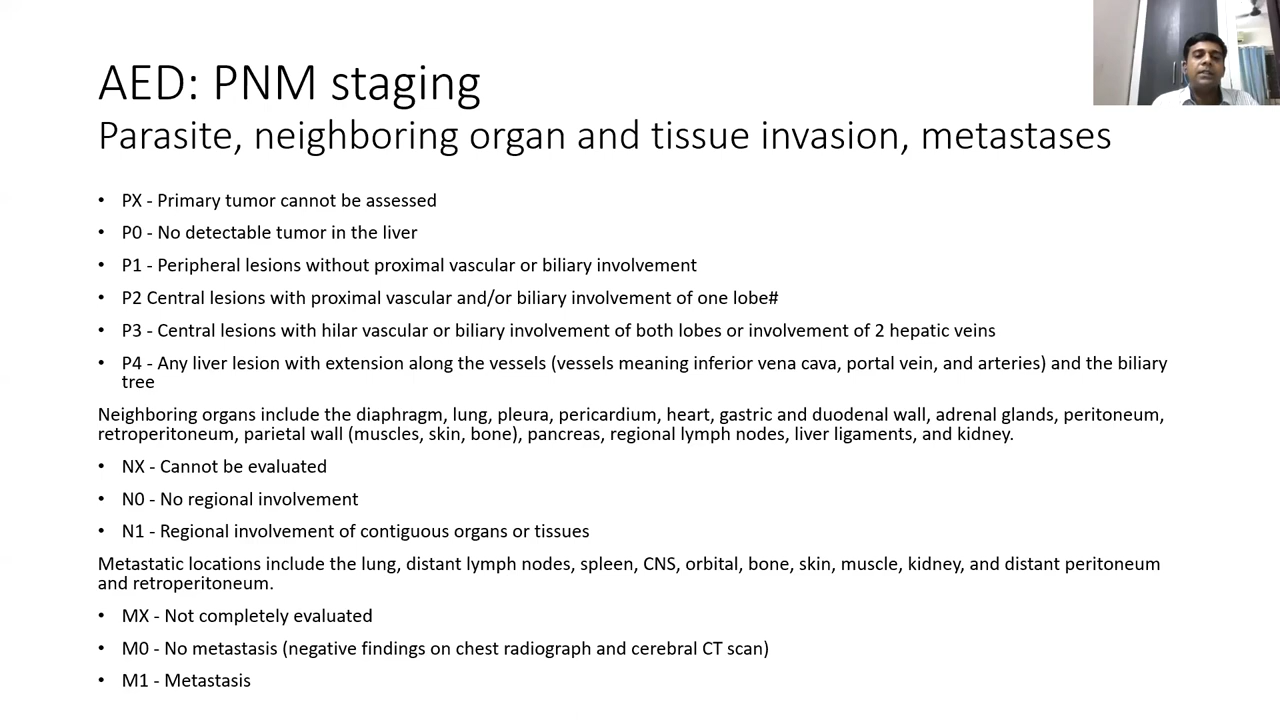 AED: PNM staging
Parasite, neighboring organ and tissue invasion, metastases
• PX - Primary tumor cannot be assessed
• P0 - No detectable tumor in the liver
• P1 - Peripheral lesions without proximal vascular or biliary involvement
• P2 Central lesions with proximal vascular and/or biliary involvement of one lobe#
• P3 - Central lesions with hilar vascular or biliary involvement of both lobes or involvement of 2 hepatic veins
• P4 - Any liver lesion with extension along the vessels (vessels meaning inferior vena cava, portal vein, and arteries) and the biliary
tree
Neighboring organs include the diaphragm, lung, pleura, pericardium, heart, gastric and duodenal wall, adrenal glands, peritoneum,
retroperitoneum, parietal wall (muscles, skin, bone), pancreas, regional lymph nodes, liver ligaments, and kidney.
• NX - Cannot be evaluated
• N0 - No regional involvement
• N1 - Regional involvement of contiguous organs or tissues
Metastatic locations include the lung, distant lymph nodes, spleen, CNS, orbital, bone, skin, muscle, kidney, and distant peritoneum
and retroperitoneum.
• MX - Not completely evaluated
• M0 - No metastasis (negative findings on chest radiograph and cerebral CT scan)
• M1 - Metastasis